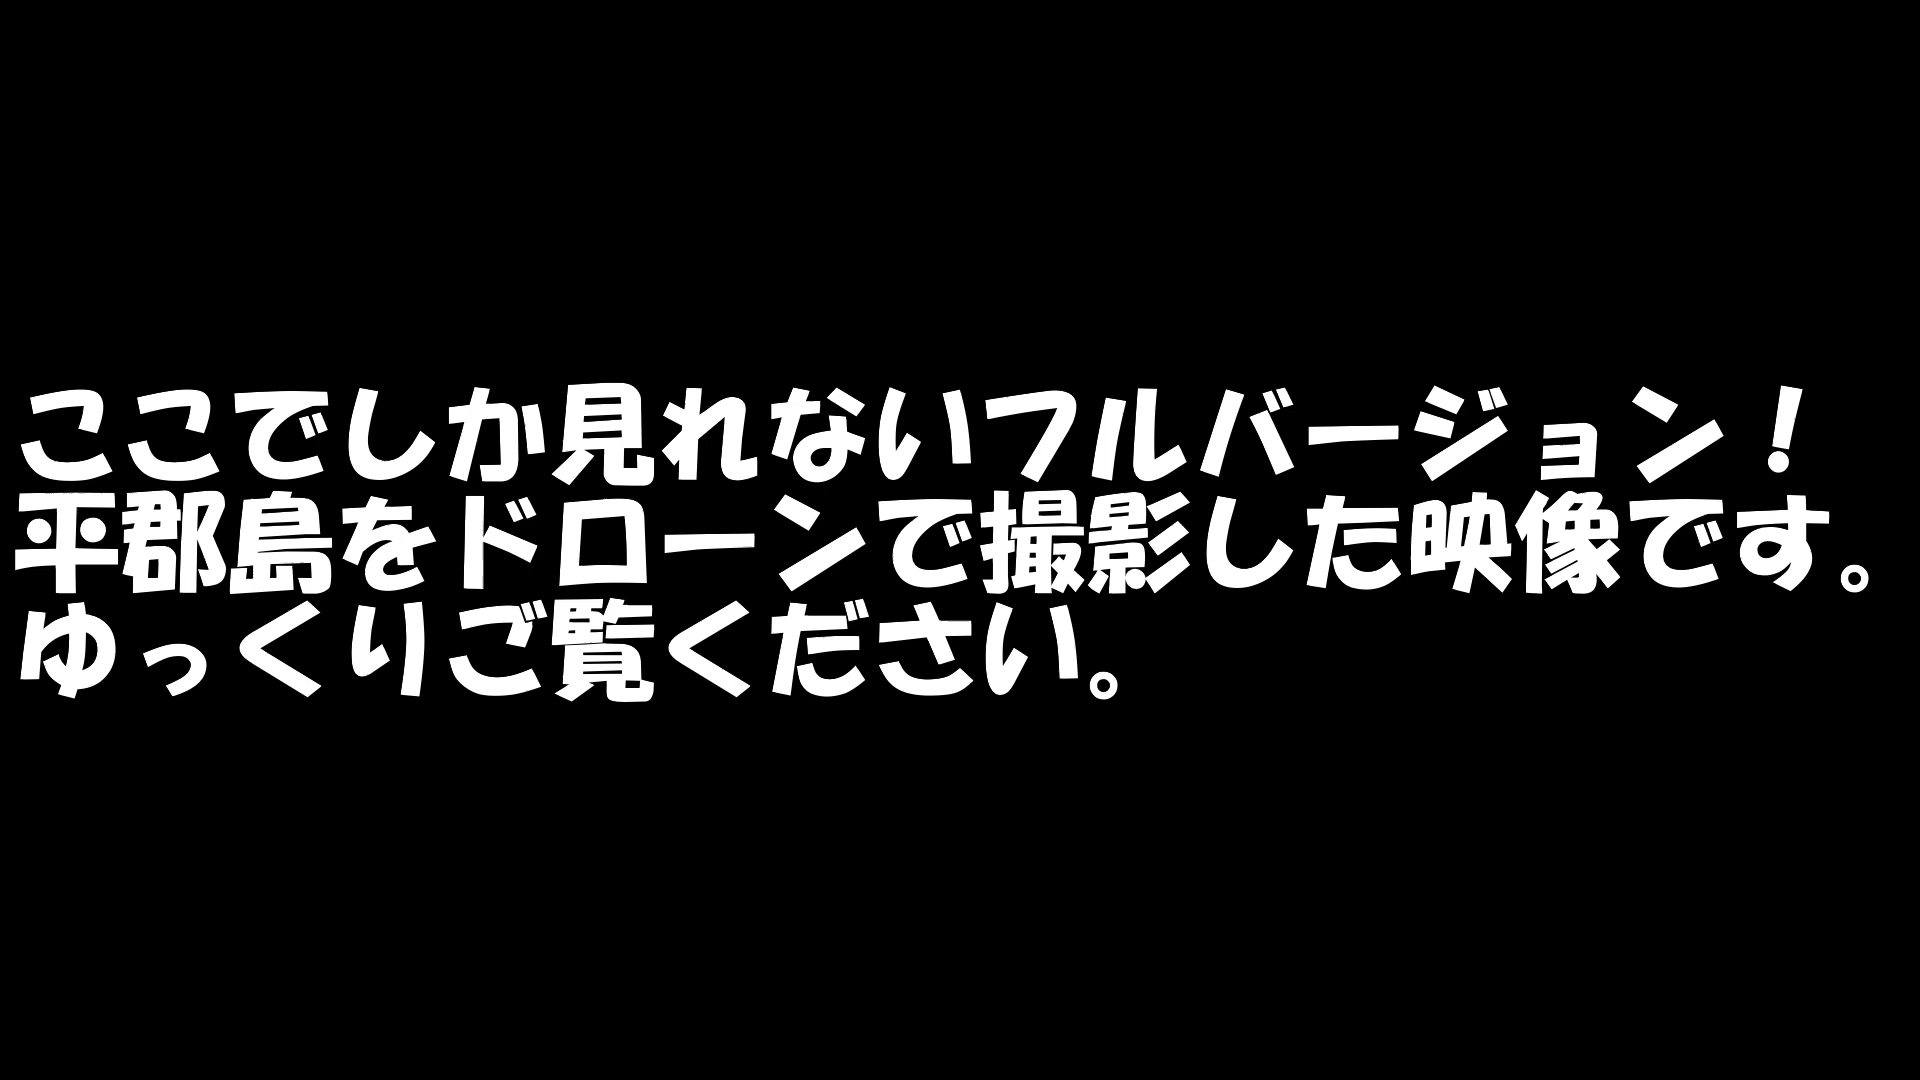 ここでしか見れないフルバージョン！
平郡島をドローンで撮影した映像です。
ゆっくりご覧ください。